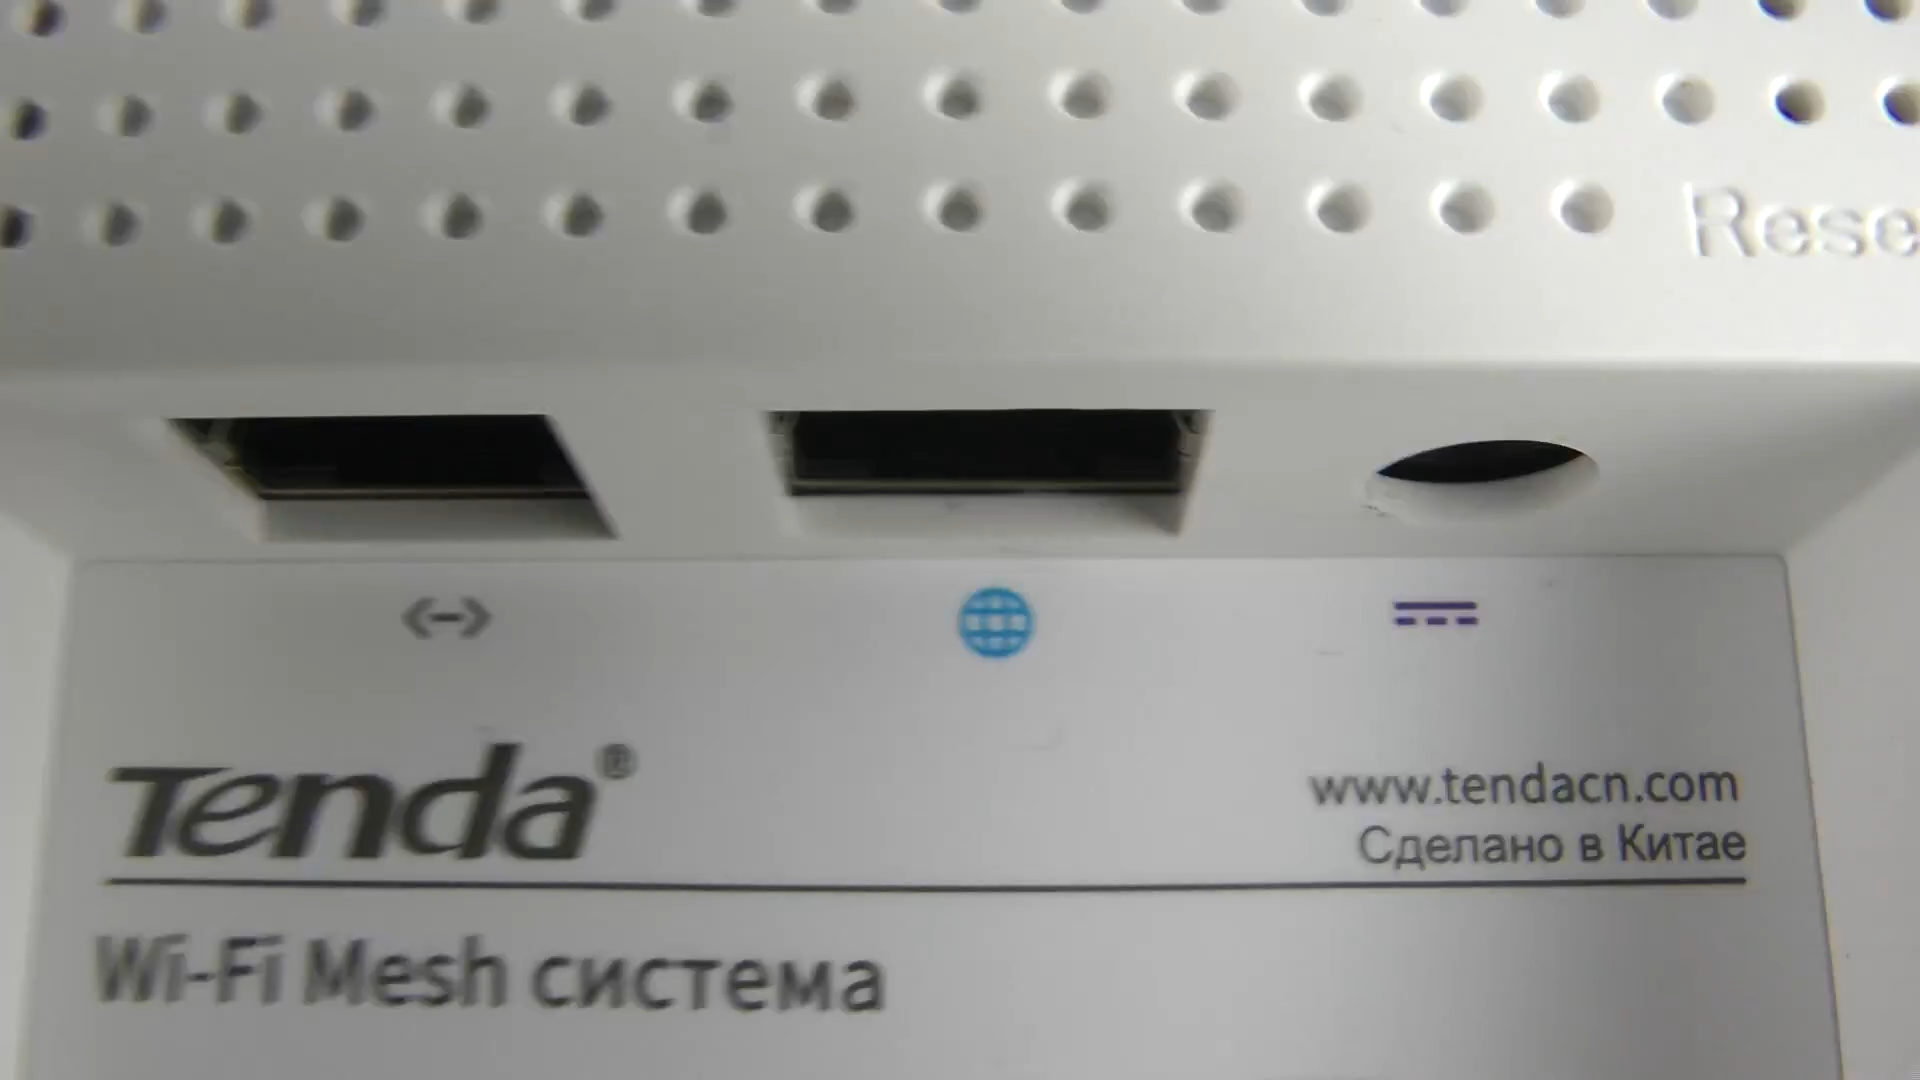 Rese
Tenda®
www.tendacn.com
Сделано в Китае
Wi-Fi Mesh система